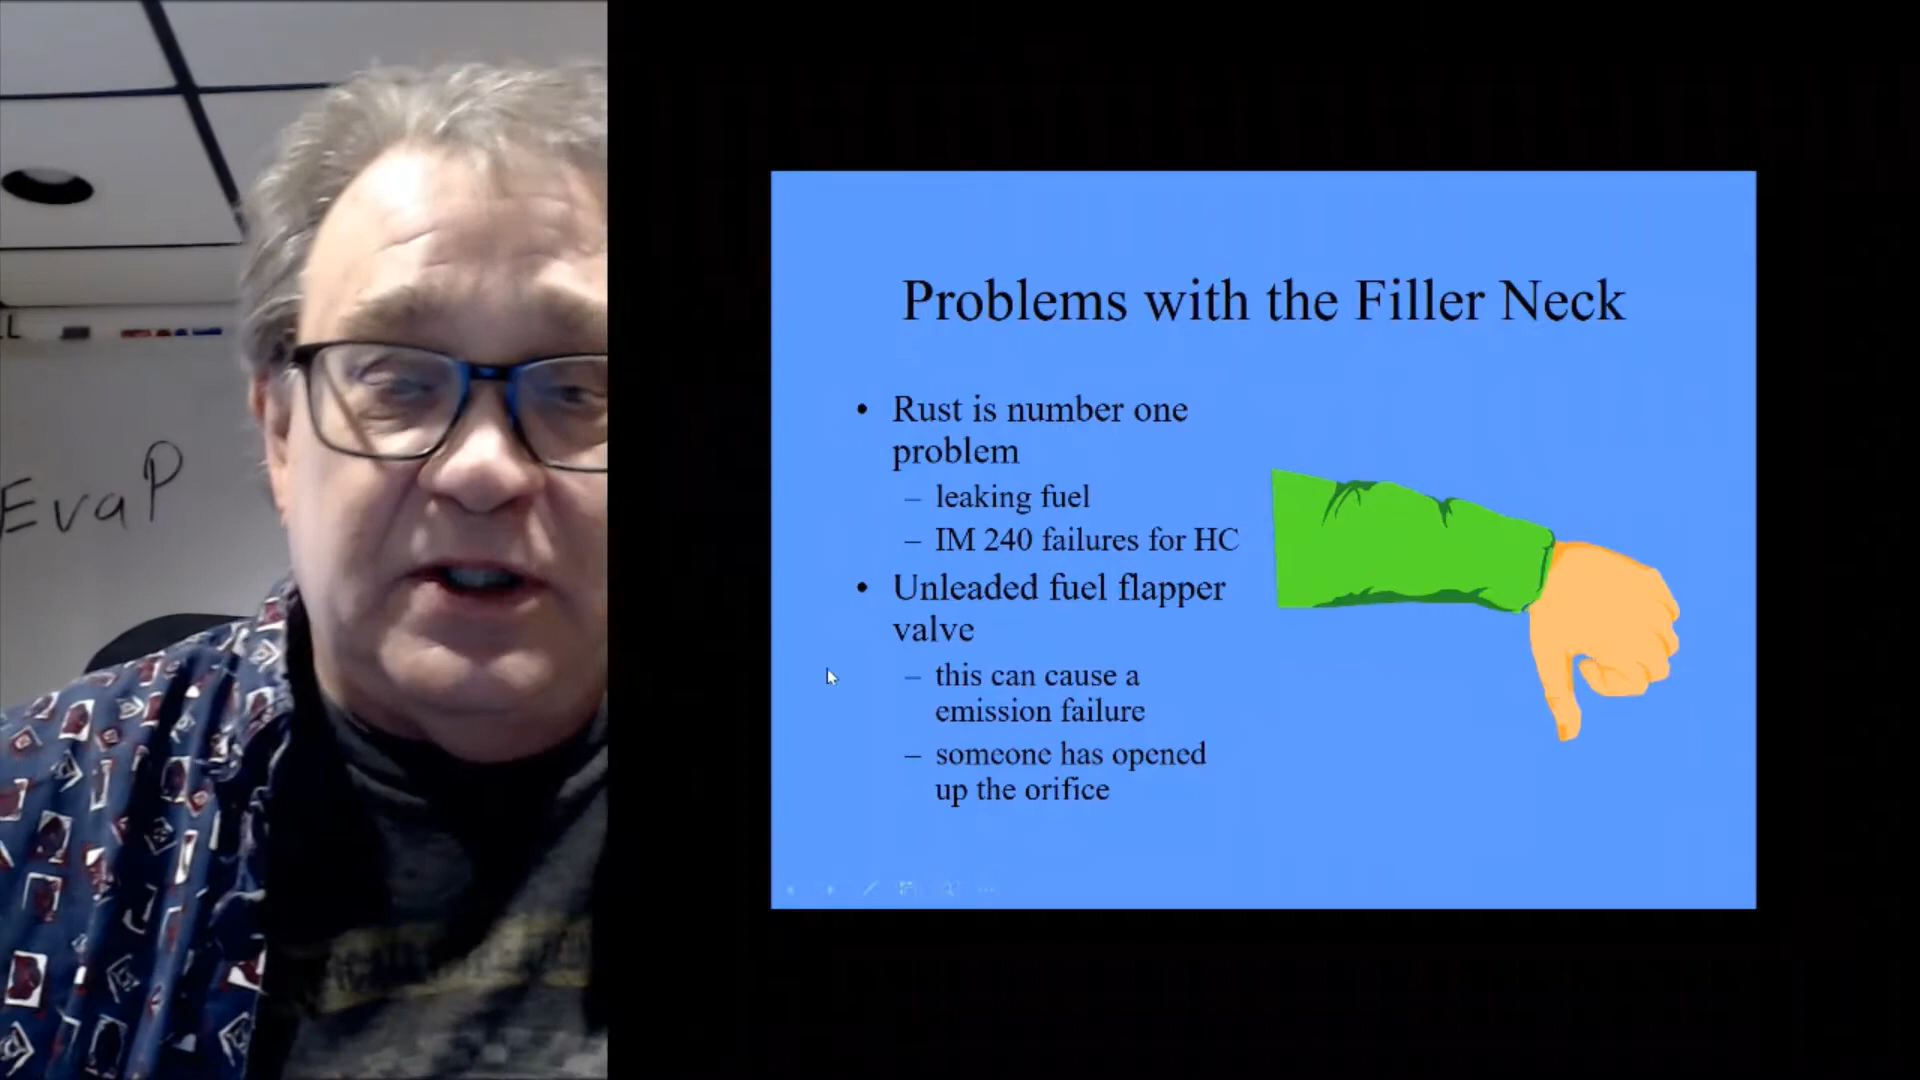 EvaP
Problems with the Filler Neck
• Rust is number one
problem
– leaking fuel
– IM 240 failures for HC
• Unleaded fuel flapper
valve
– this can cause a
emission failure
– someone has opened
up the orifice